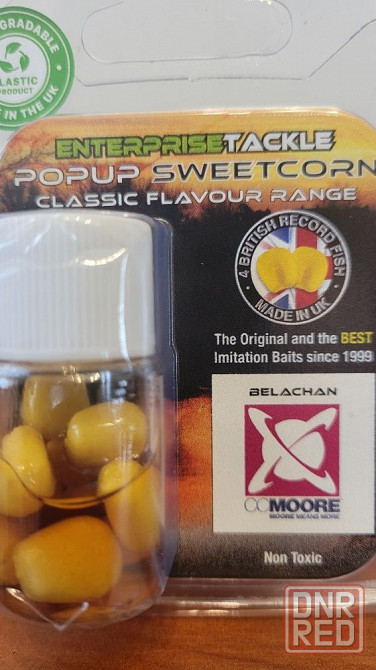 GRADABLE
PLASTIC
PRODUCT
IN THE UK
ENTERPRISETACKLE
POPUP SWEETCORN
CLASSIC FLAVOUR RANGE
4 BRITISH RECORD FISH
MADE IN UK
The Original and the BEST
Imitation Baits since 1999
BELACHAN
CCMOORE
MOORE MEANS MORE
Non Toxic
DNR
RED